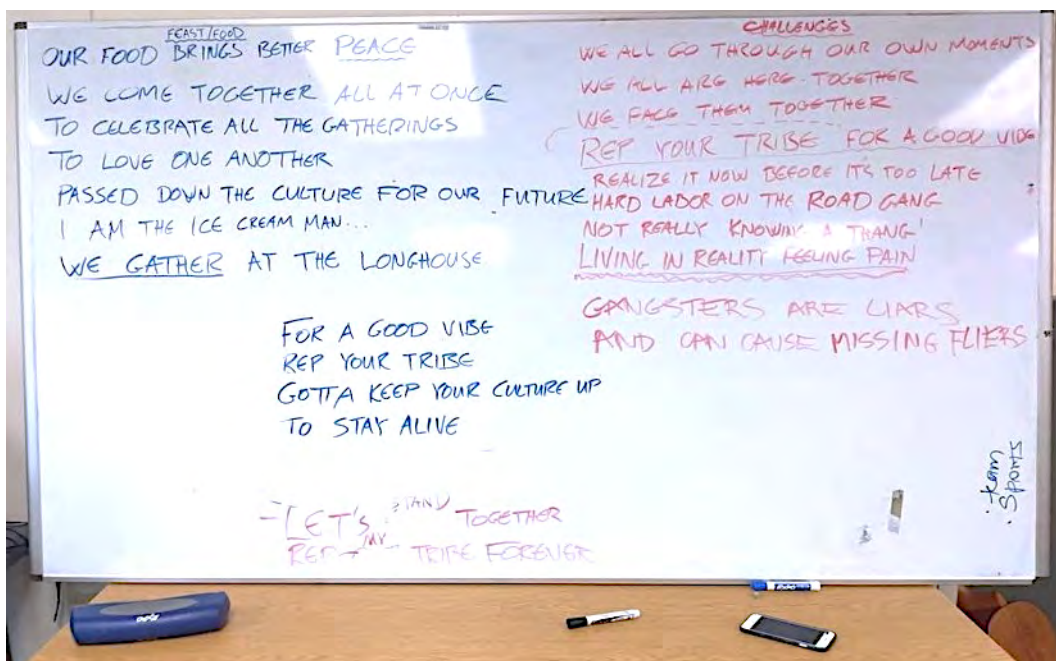 FEAST/FOOD
OUR FOOD BRINGS BETTER PEACE
WE COME TOGETHER ALL AT ONCE
TO CELEBRATE ALL THE GATHERINGS
TO LOVE ONE ANOTHER
PASSED DOWN THE CULTURE FOR OUR FUTURE
I AM THE ICE CREAM MAN...
WE GATHER AT THE LONGHOUSE
FOR A GOOD VIBE
REP YOUR TRIBE
GOTTA KEEP YOUR CULTURE UP
TO STAY ALIVE
- LET'S STAND TOGETHER
REP MY TRIBE FOREVER
CHALLENGES
WE ALL GO THROUGH OUR OWN MOMENTS
WE ALL ARE HERE TOGETHER
WE FACE THEM TOGETHER
REP YOUR TRIBE FOR A GOOD VIBE
REALIZE IT NOW BEFORE IT'S TOO LATE
HARD LABOR ON THE ROAD GANG
NOT REALLY KNOWIN' A THANG'
LIVING IN REALITY FEELING PAIN
GANGSTERS ARE LIARS
AND CAN CAUSE MISSING FLIERS
team
Sports